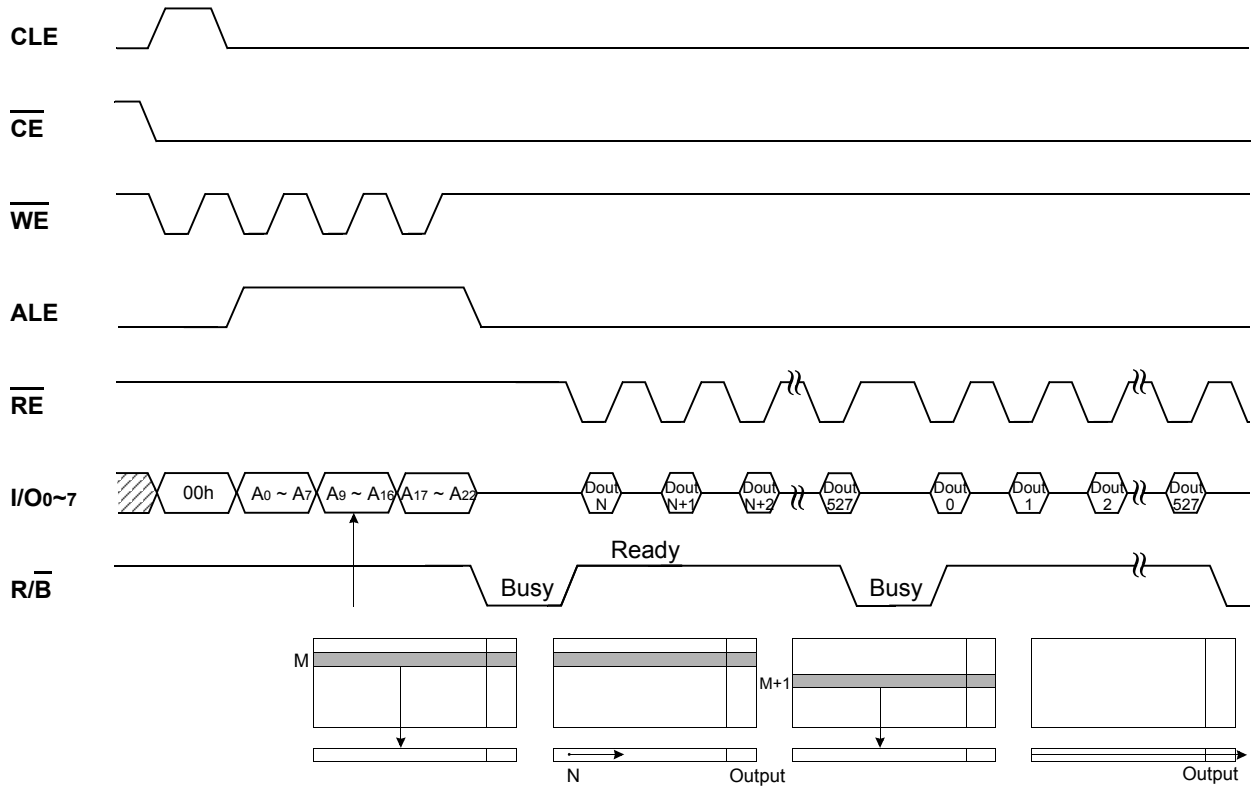 CLE
CE
WE
ALE
RE
I/O0~7
00h
A0 ~ A7
A9 ~ A16
A17 ~ A22
Dout
N
Dout
N+1
Dout
N+2
Dout
527
Dout
0
Dout
1
Dout
2
Dout
527
R/B
Busy
Ready
Busy
M
M+1
N
Output
Output